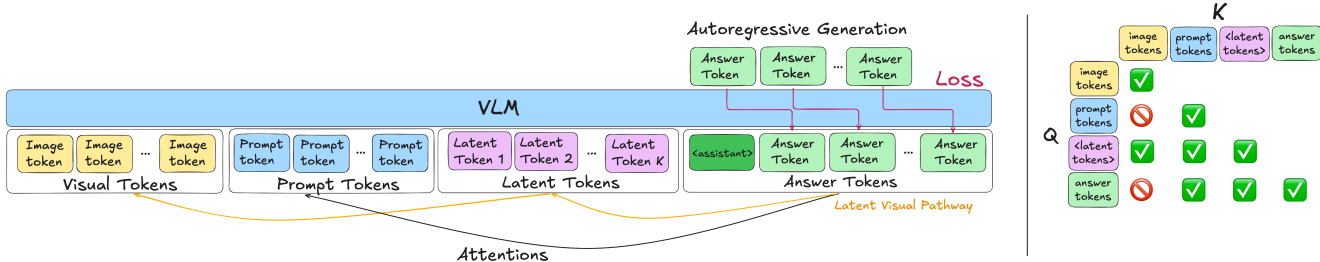 Autoregressive Generation
Answer
Token
Answer
Token
...
Answer
Token
Loss
VLM
Image
token
Image
token
...
Image
token
Visual Tokens
Prompt
token
Prompt
token
...
Prompt
token
Prompt Tokens
Latent
Token 1
Latent
Token 2
...
Latent
Token K
Latent Tokens
<assistant>
Answer
Token
Answer
Token
...
Answer
Token
Answer Tokens
Latent Visual Pathway
Attentions
K
image
tokens
prompt
tokens
<latent
tokens>
answer
tokens
Q
image
tokens
prompt
tokens
<latent
tokens>
answer
tokens